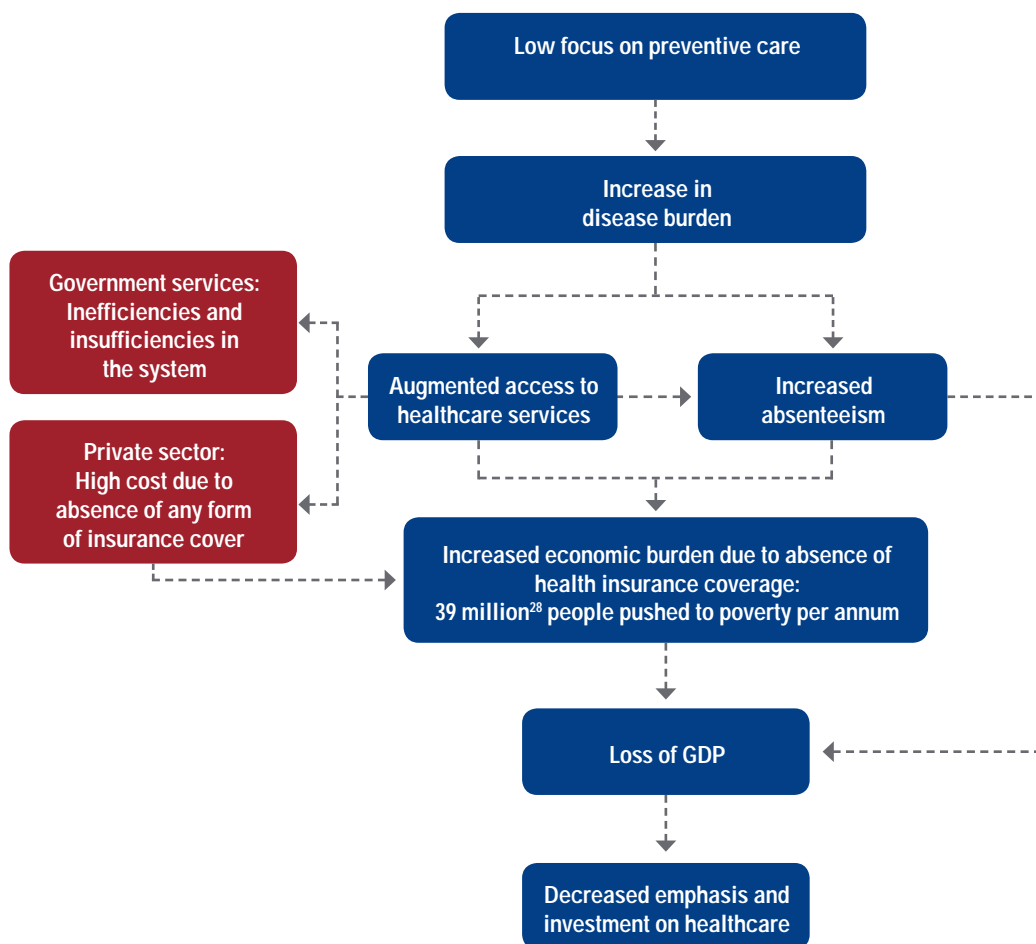 Low focus on preventive care
Increase in
disease burden
Government services:
Inefficiencies and
insufficiencies in
the system
Augmented access to
healthcare services
Increased
absenteeism
Private sector:
High cost due to
absence of any form
of insurance cover
Increased economic burden due to absence of
health insurance coverage:
39 million²⁸ people pushed to poverty per annum
Loss of GDP
Decreased emphasis and
investment on healthcare